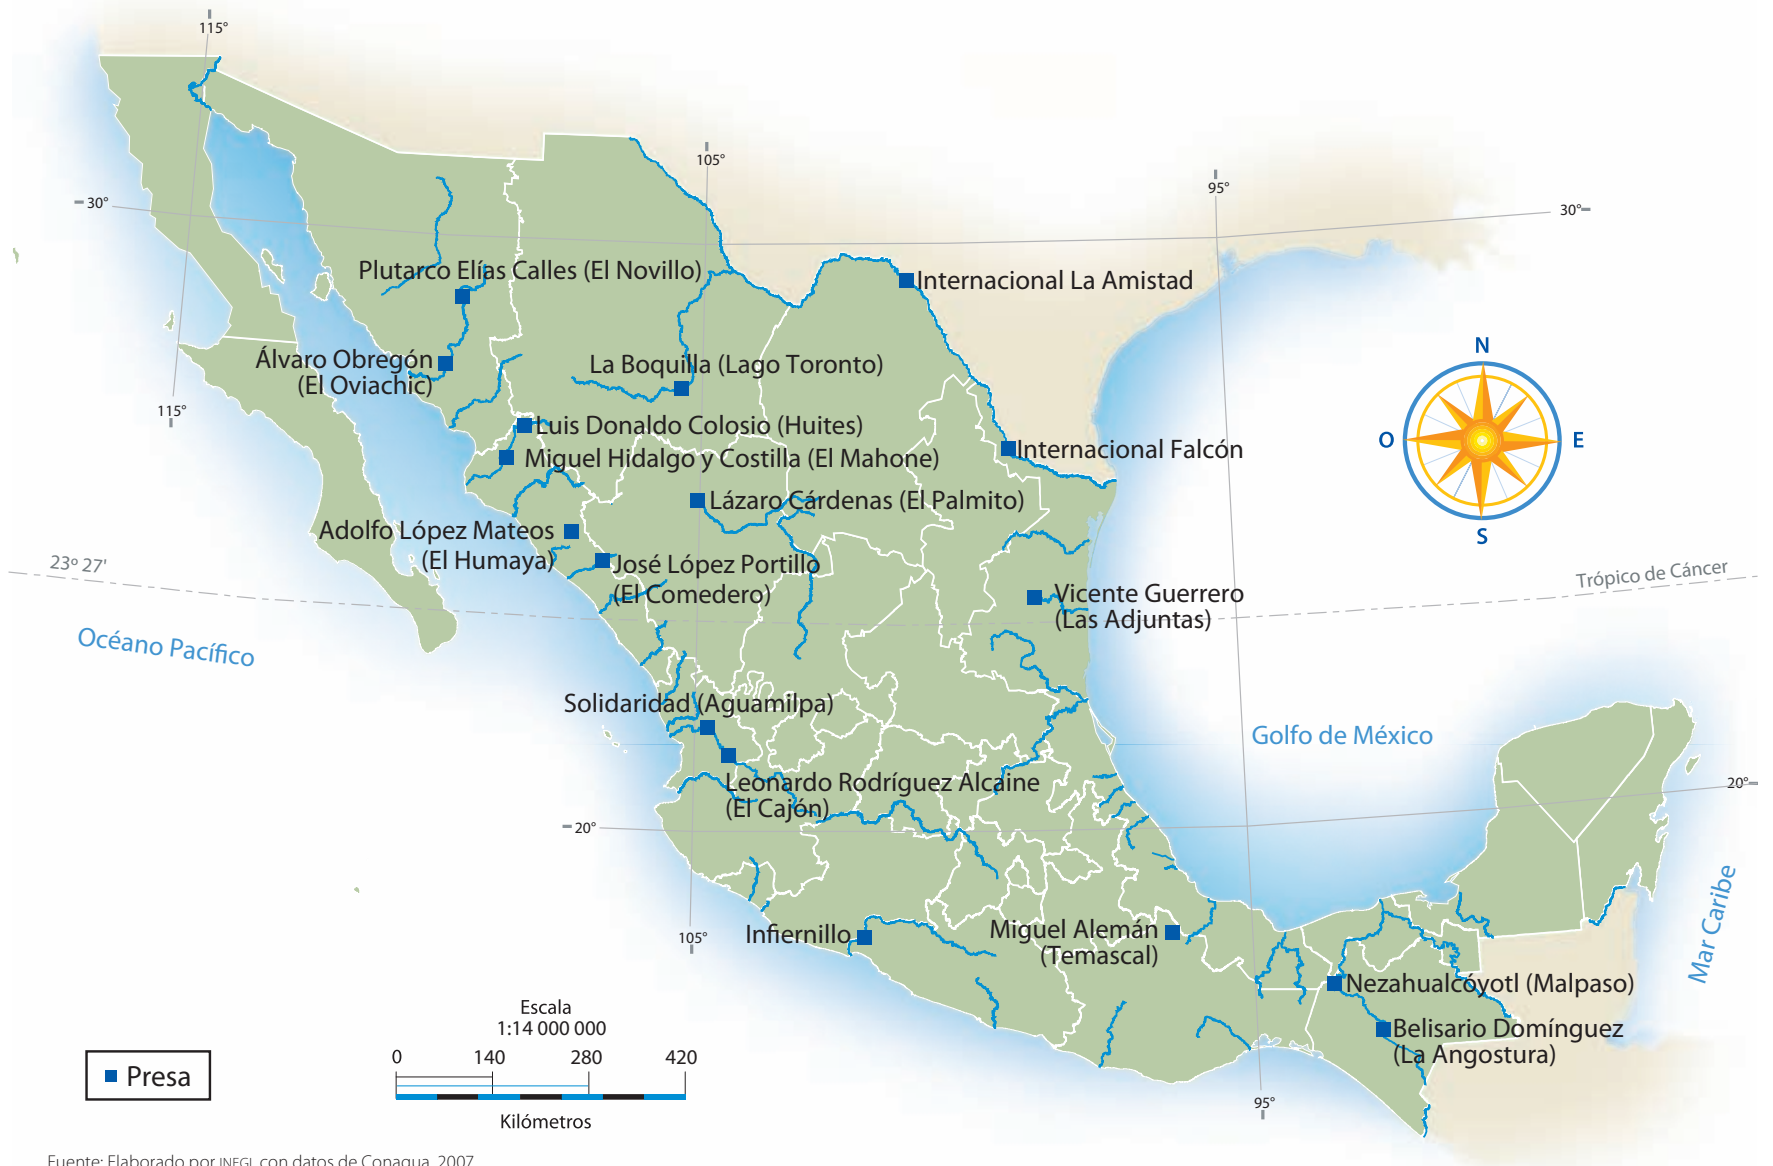 115°
105°
95°
30°
30°
Plutarco Elías Calles (El Novillo)
Internacional La Amistad
Álvaro Obregón
(El Oviachic)
La Boquilla (Lago Toronto)
N
O
E
S
115°
Luis Donaldo Colosio (Huites)
Internacional Falcón
Miguel Hidalgo y Costilla (El Mahone)
Lázaro Cárdenas (El Palmito)
Adolfo López Mateos
(El Humaya)
José López Portillo
(El Comedero)
23º 27'
Trópico de Cáncer
Vicente Guerrero
(Las Adjuntas)
Océano Pacífico
Solidaridad (Aguamilpa)
Golfo de México
Leonardo Rodríguez Alcaine
(El Cajón)
20°
20°
Mar Caribe
105°
Infiernillo
Miguel Alemán
(Temascal)
Nezahualcóyotl (Malpaso)
Belisario Domínguez
(La Angostura)
95°
Escala
1:14 000 000
0 140 280 420
Kilómetros
Presa
Fuente: Elaborado por INEGI, con datos de Conagua, 2007